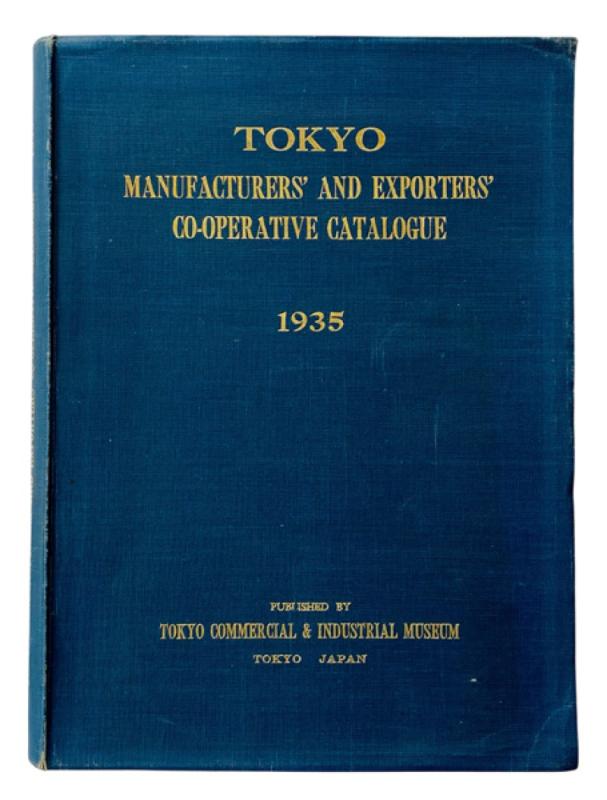 TOKYO
MANUFACTURERS' AND EXPORTERS'
CO-OPERATIVE CATALOGUE
1935
PUBLISHED BY
TOKYO COMMERCIAL & INDUSTRIAL MUSEUM
TOKYO JAPAN